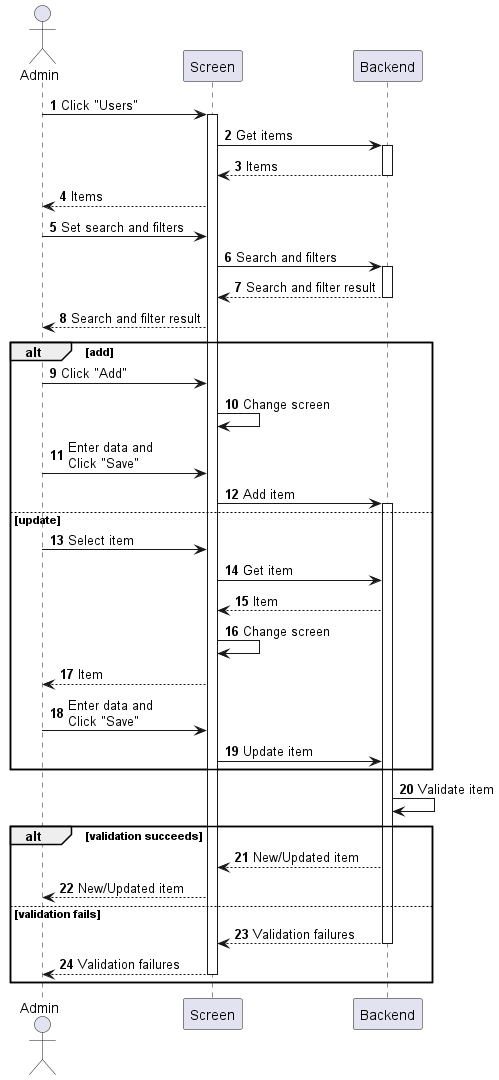 Admin
Screen
Backend
1 Click "Users"
2 Get items
3 Items
4 Items
5 Set search and filters
6 Search and filters
7 Search and filter result
8 Search and filter result
alt [add]
9 Click "Add"
10 Change screen
11 Enter data and
Click "Save"
12 Add item
[update]
13 Select item
14 Get item
15 Item
16 Change screen
17 Item
18 Enter data and
Click "Save"
19 Update item
20 Validate item
alt [validation succeeds]
21 New/Updated item
22 New/Updated item
[validation fails]
23 Validation failures
24 Validation failures
Admin
Screen
Backend